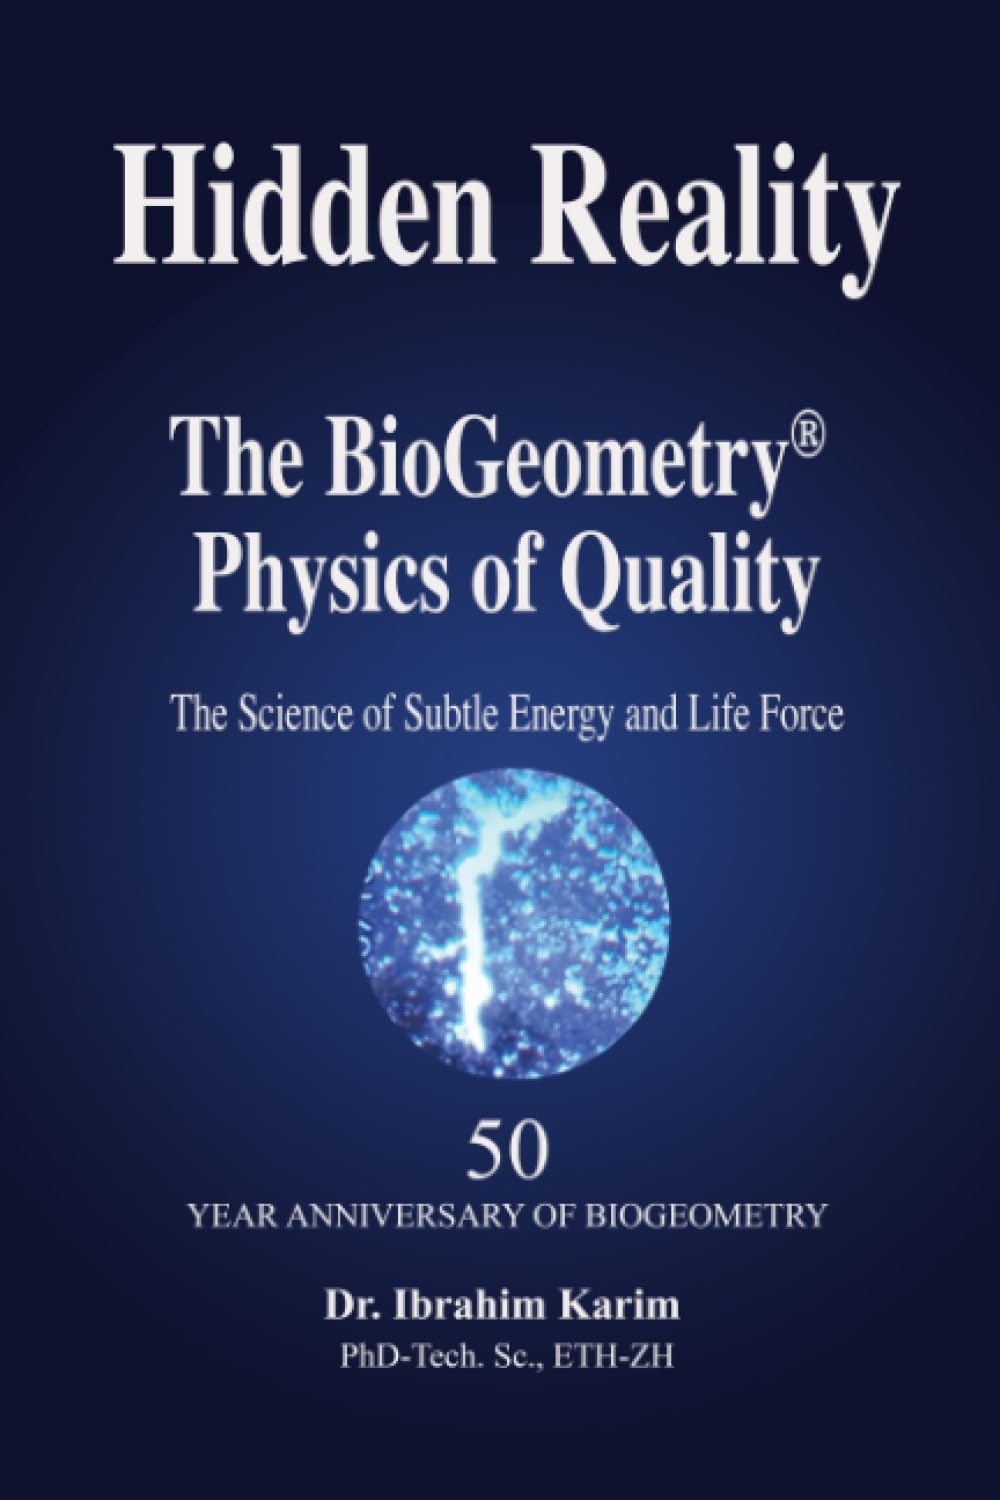 Hidden Reality
The BioGeometry®
Physics of Quality
The Science of Subtle Energy and Life Force
50
YEAR ANNIVERSARY OF BIOGEOMETRY
Dr. Ibrahim Karim
PhD-Tech. Sc., ETH-ZH